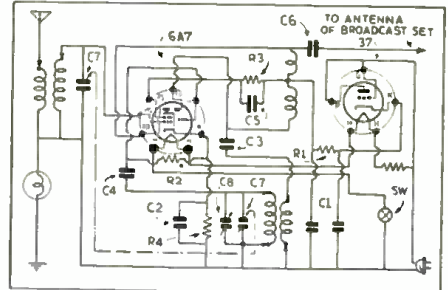 C6
TO ANTENNA
OF BROADCAST SET
37
6A7
C7
R3
C5
C3
R1
C4
R2
C2
C8 C7
C1
SW
R4